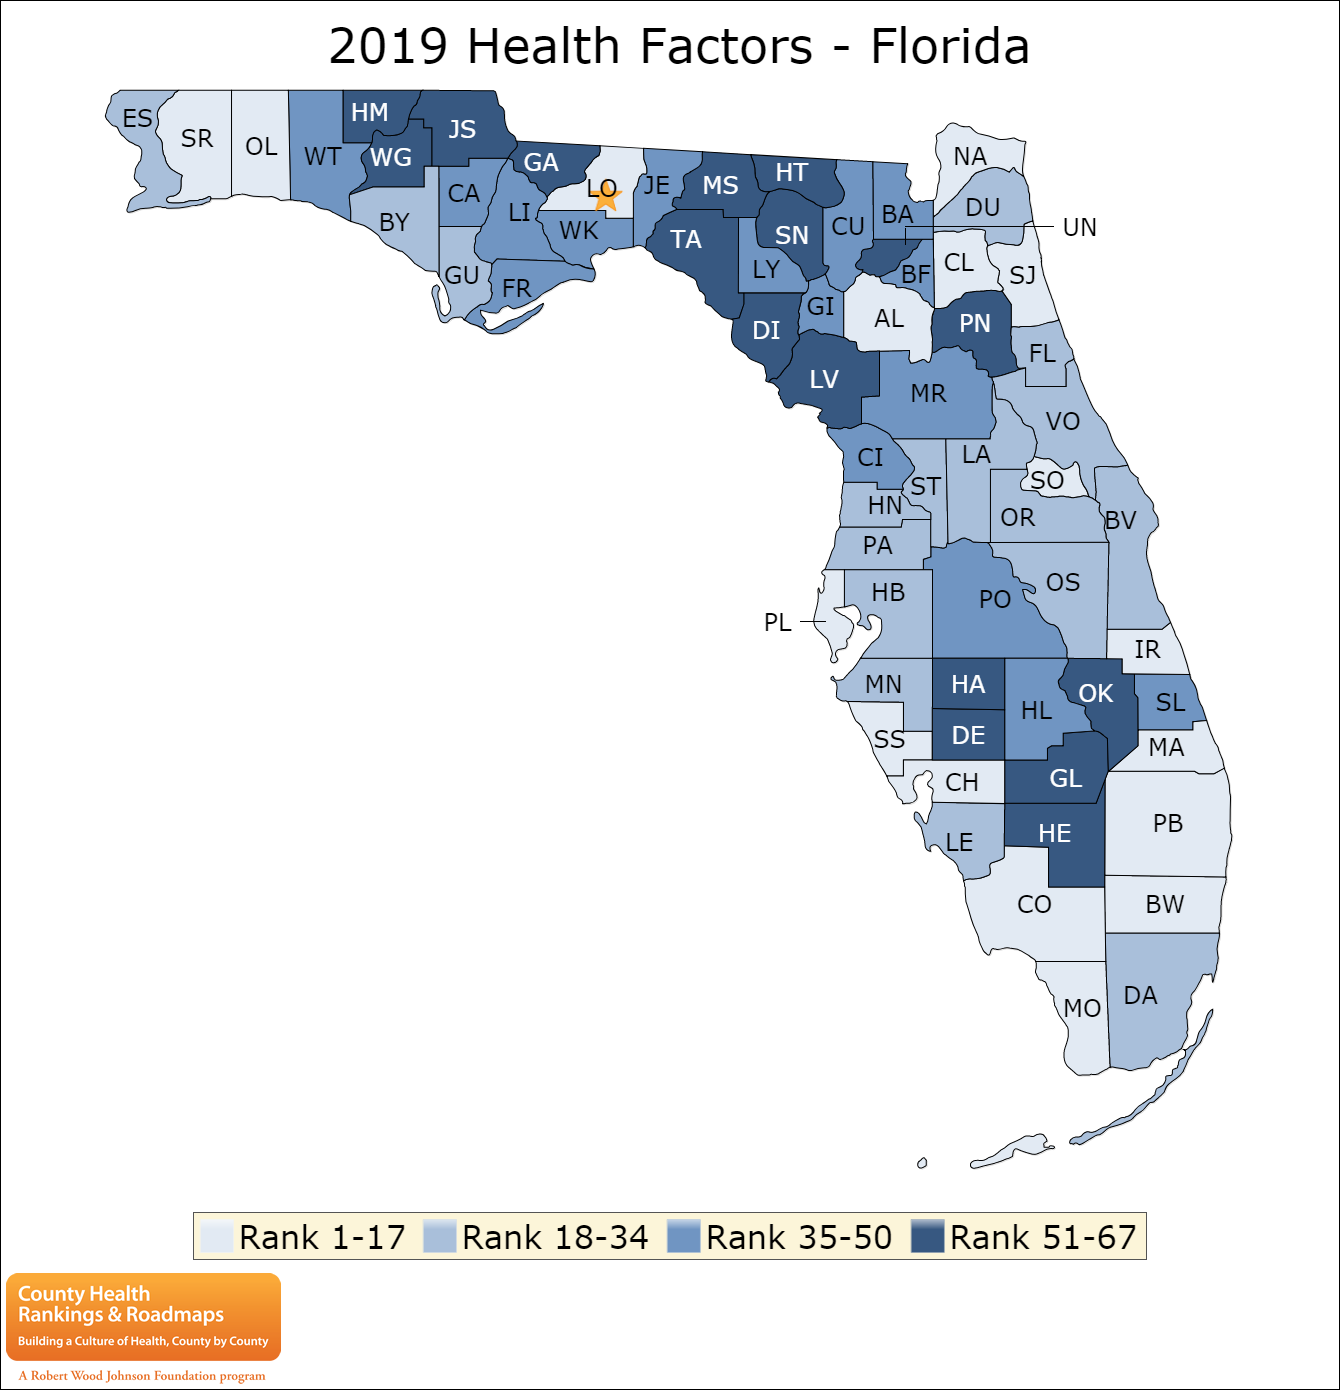 2019 Health Factors - Florida
ES
SR
OL
WT
HM
JS
WG
GA
CA
LI
BY
GU
FR
LO
WK
JE
MS
HT
TA
SN
CU
BA
LY
NA
DU
UN
BF
CL
SJ
GI
AL
PN
DI
FL
LV
MR
VO
CI
LA
ST
SO
HN
OR
BV
PA
HB
PO
OS
PL
IR
MN
HA
OK
SL
HL
SS
DE
MA
CH
GL
PB
LE
HE
CO
BW
MO
DA
Rank 1-17 Rank 18-34 Rank 35-50 Rank 51-67
County Health
Rankings & Roadmaps
Building a Culture of Health, County by County
A Robert Wood Johnson Foundation program